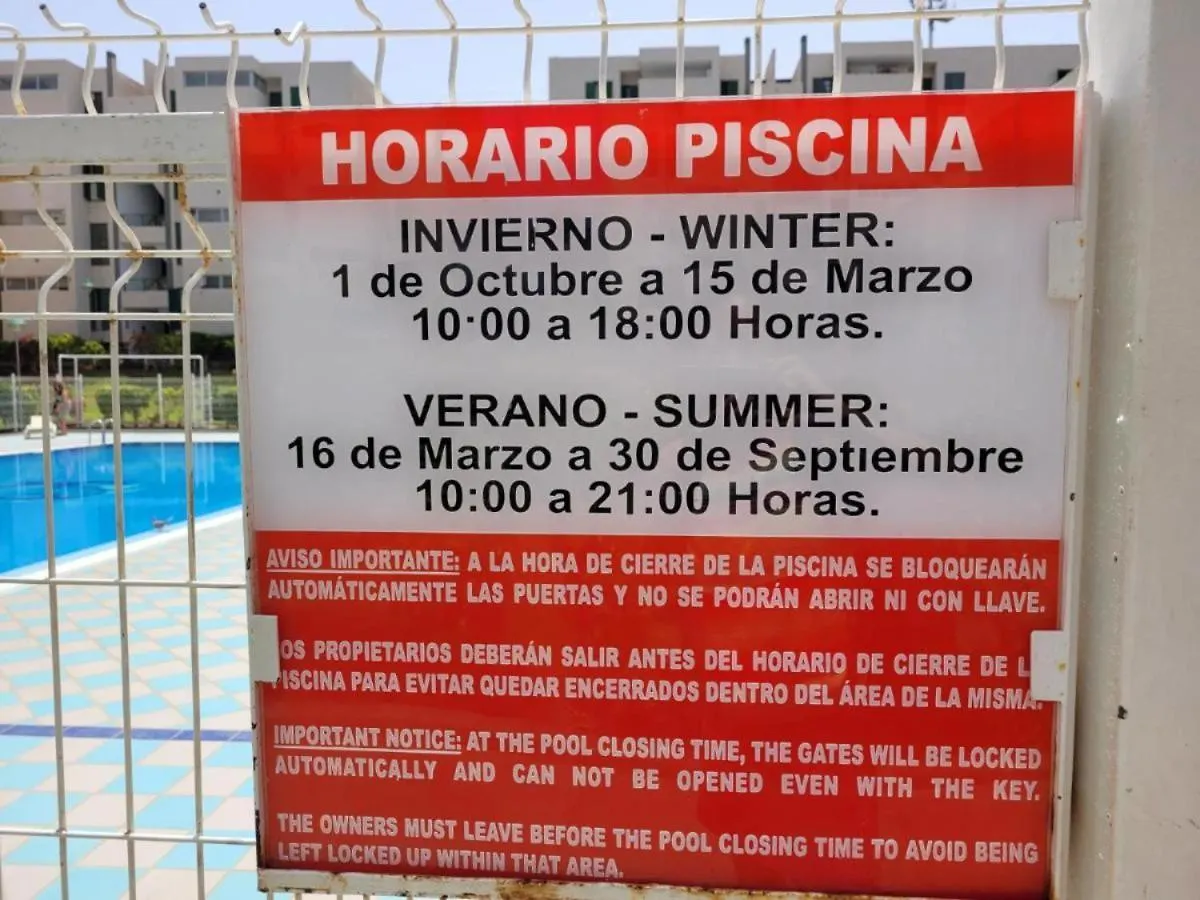 HORARIO PISCINA
INVIERNO - WINTER:
1 de Octubre a 15 de Marzo
10:00 a 18:00 Horas.
VERANO - SUMMER:
16 de Marzo a 30 de Septiembre
10:00 a 21:00 Horas.
AVISO IMPORTANTE: A LA HORA DE CIERRE DE LA PISCINA SE BLOQUEARÁN
AUTOMÁTICAMENTE LAS PUERTAS Y NO SE PODRÁN ABRIR NI CON LLAVE.
LOS PROPIETARIOS DEBERÁN SALIR ANTES DEL HORARIO DE CIERRE DE LA
PISCINA PARA EVITAR QUEDAR ENCERRADOS DENTRO DEL ÁREA DE LA MISMA.
IMPORTANT NOTICE: AT THE POOL CLOSING TIME, THE GATES WILL BE LOCKED
AUTOMATICALLY AND CAN NOT BE OPENED EVEN WITH THE KEY.
THE OWNERS MUST LEAVE BEFORE THE POOL CLOSING TIME TO AVOID BEING
LEFT LOCKED UP WITHIN THAT AREA.